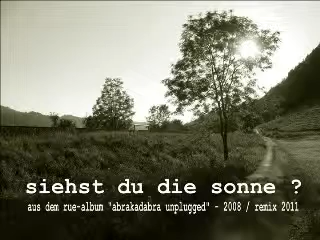 siehst du die sonne ?
aus dem rue-album "abrakadabra unplugged" - 2008 / remix 2011